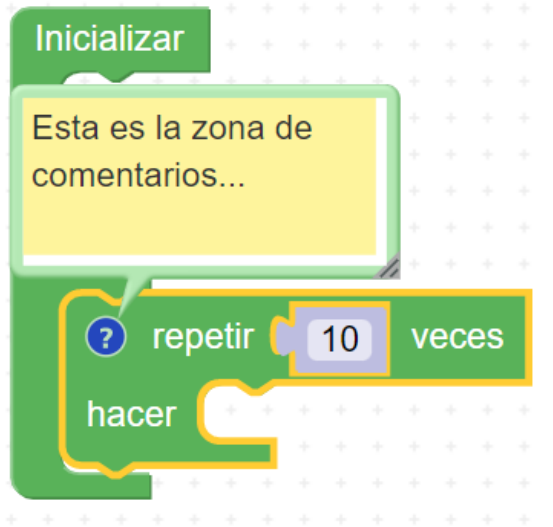 Inicializar
Esta es la zona de
comentarios...
? repetir 10 veces
hacer